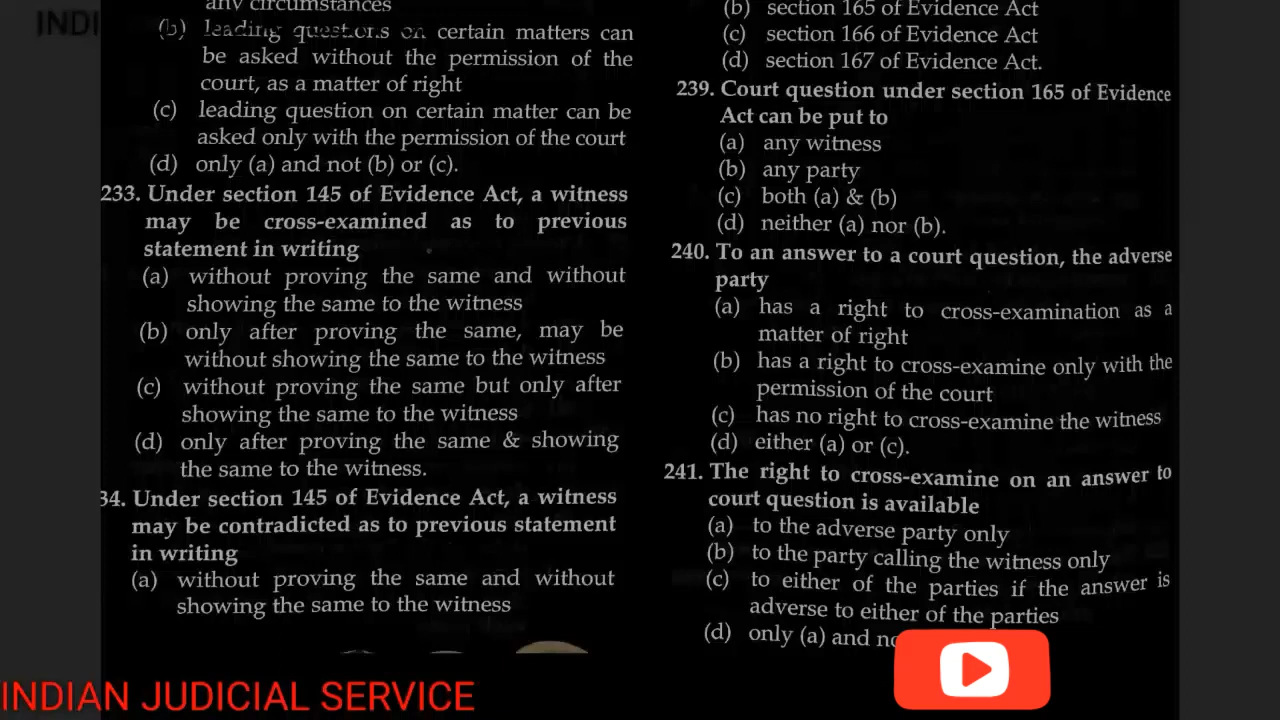 INDI
any circumstances
(b) leading questions on certain matters can
be asked without the permission of the
court, as a matter of right
(c) leading question on certain matter can be
asked only with the permission of the court
(d) only (a) and not (b) or (c).
233. Under section 145 of Evidence Act, a witness
may be cross-examined as to previous
statement in writing
(a) without proving the same and without
showing the same to the witness
(b) only after proving the same, may be
without showing the same to the witness
(c) without proving the same but only after
showing the same to the witness
(d) only after proving the same & showing
the same to the witness.
34. Under section 145 of Evidence Act, a witness
may be contradicted as to previous statement
in writing
(a) without proving the same and without
showing the same to the witness
(b) section 165 of Evidence Act
(c) section 166 of Evidence Act
(d) section 167 of Evidence Act.
239. Court question under section 165 of Evidence
Act can be put to
(a) any witness
(b) any party
(c) both (a) & (b)
(d) neither (a) nor (b).
240. To an answer to a court question, the adverse
party
(a) has a right to cross-examination as a
matter of right
(b) has a right to cross-examine only with the
permission of the court
(c) has no right to cross-examine the witness
(d) either (a) or (c).
241. The right to cross-examine on an answer to
court question is available
(a) to the adverse party only
(b) to the party calling the witness only
(c) to either of the parties if the answer is
adverse to either of the parties
(d) only (a) and
INDIAN JUDICIAL SERVICE